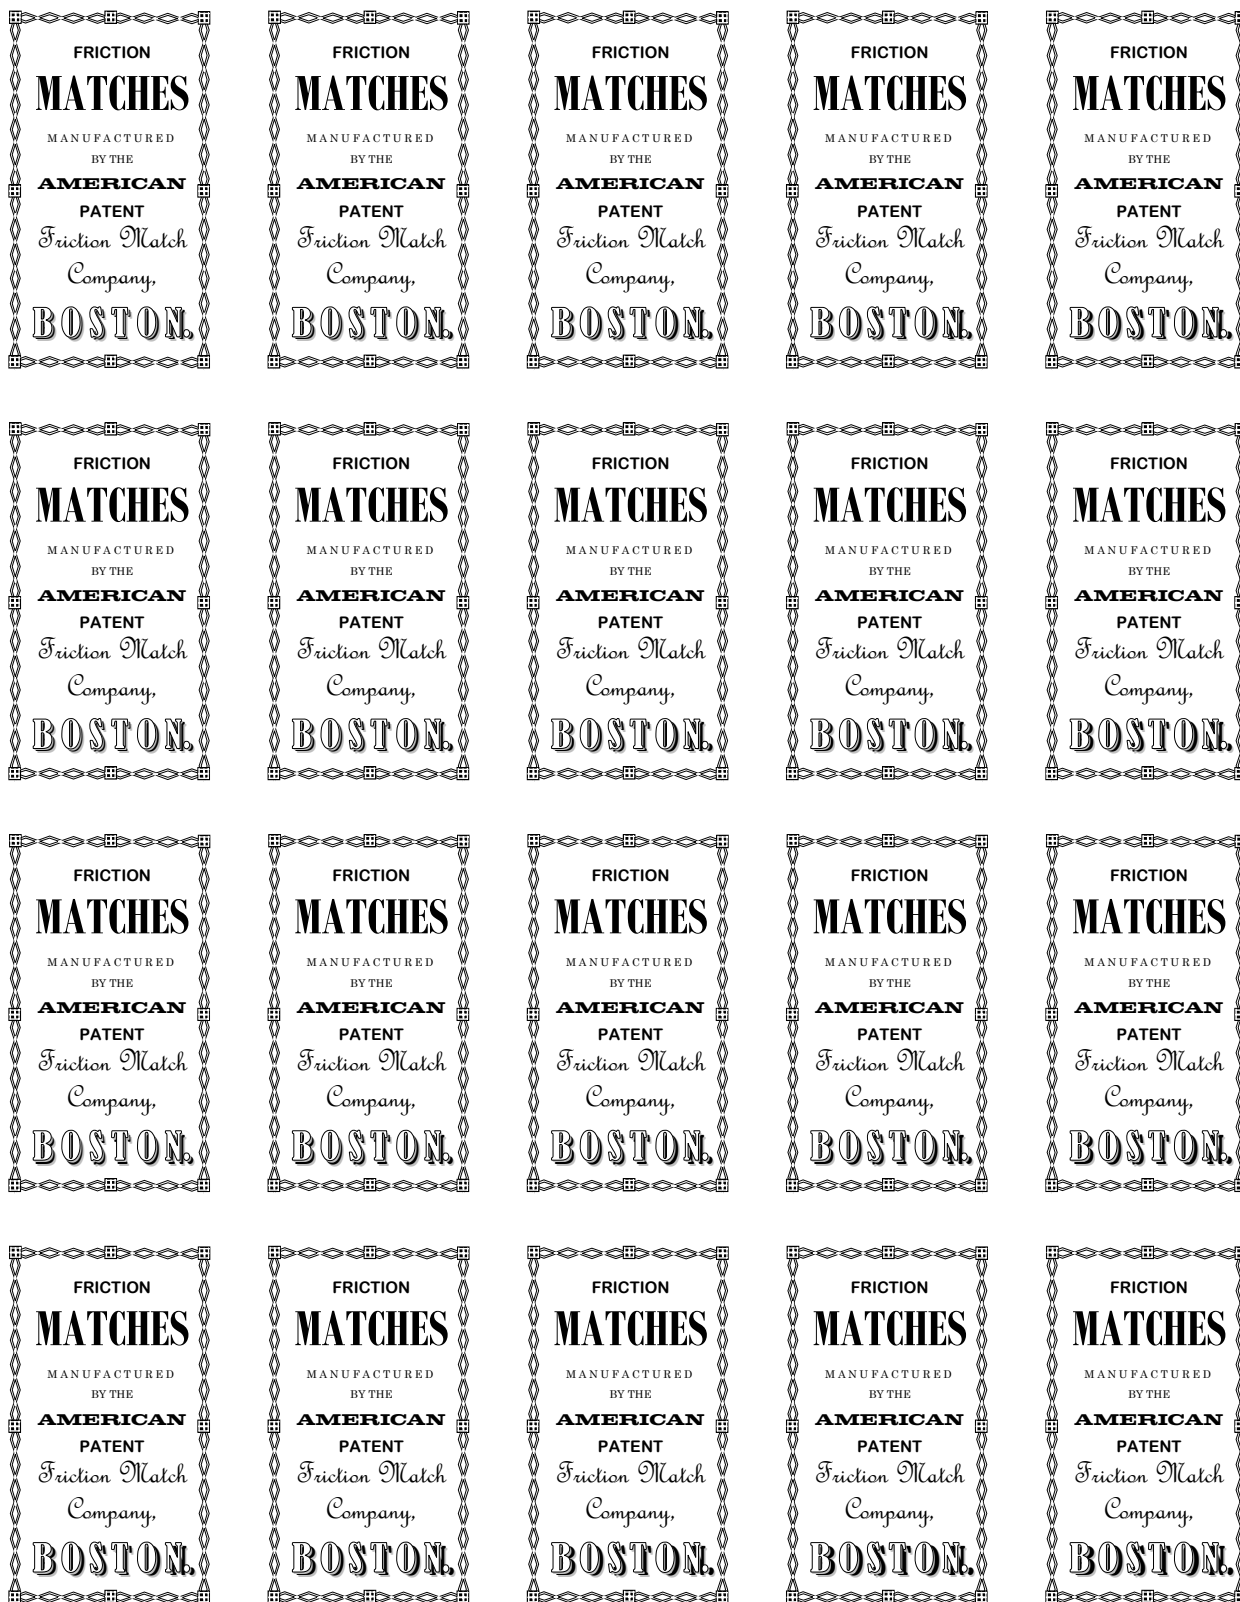 FRICTION
MATCHES
MANUFACTURED
BY THE
AMERICAN
PATENT
Friction Match
Company,
BOSTON.
FRICTION
MATCHES
MANUFACTURED
BY THE
AMERICAN
PATENT
Friction Match
Company,
BOSTON.
FRICTION
MATCHES
MANUFACTURED
BY THE
AMERICAN
PATENT
Friction Match
Company,
BOSTON.
FRICTION
MATCHES
MANUFACTURED
BY THE
AMERICAN
PATENT
Friction Match
Company,
BOSTON.
FRICTION
MATCHES
MANUFACTURED
BY THE
AMERICAN
PATENT
Friction Match
Company,
BOSTON.
FRICTION
MATCHES
MANUFACTURED
BY THE
AMERICAN
PATENT
Friction Match
Company,
BOSTON.
FRICTION
MATCHES
MANUFACTURED
BY THE
AMERICAN
PATENT
Friction Match
Company,
BOSTON.
FRICTION
MATCHES
MANUFACTURED
BY THE
AMERICAN
PATENT
Friction Match
Company,
BOSTON.
FRICTION
MATCHES
MANUFACTURED
BY THE
AMERICAN
PATENT
Friction Match
Company,
BOSTON.
FRICTION
MATCHES
MANUFACTURED
BY THE
AMERICAN
PATENT
Friction Match
Company,
BOSTON.
FRICTION
MATCHES
MANUFACTURED
BY THE
AMERICAN
PATENT
Friction Match
Company,
BOSTON.
FRICTION
MATCHES
MANUFACTURED
BY THE
AMERICAN
PATENT
Friction Match
Company,
BOSTON.
FRICTION
MATCHES
MANUFACTURED
BY THE
AMERICAN
PATENT
Friction Match
Company,
BOSTON.
FRICTION
MATCHES
MANUFACTURED
BY THE
AMERICAN
PATENT
Friction Match
Company,
BOSTON.
FRICTION
MATCHES
MANUFACTURED
BY THE
AMERICAN
PATENT
Friction Match
Company,
BOSTON.
FRICTION
MATCHES
MANUFACTURED
BY THE
AMERICAN
PATENT
Friction Match
Company,
BOSTON.
FRICTION
MATCHES
MANUFACTURED
BY THE
AMERICAN
PATENT
Friction Match
Company,
BOSTON.
FRICTION
MATCHES
MANUFACTURED
BY THE
AMERICAN
PATENT
Friction Match
Company,
BOSTON.
FRICTION
MATCHES
MANUFACTURED
BY THE
AMERICAN
PATENT
Friction Match
Company,
BOSTON.
FRICTION
MATCHES
MANUFACTURED
BY THE
AMERICAN
PATENT
Friction Match
Company,
BOSTON.